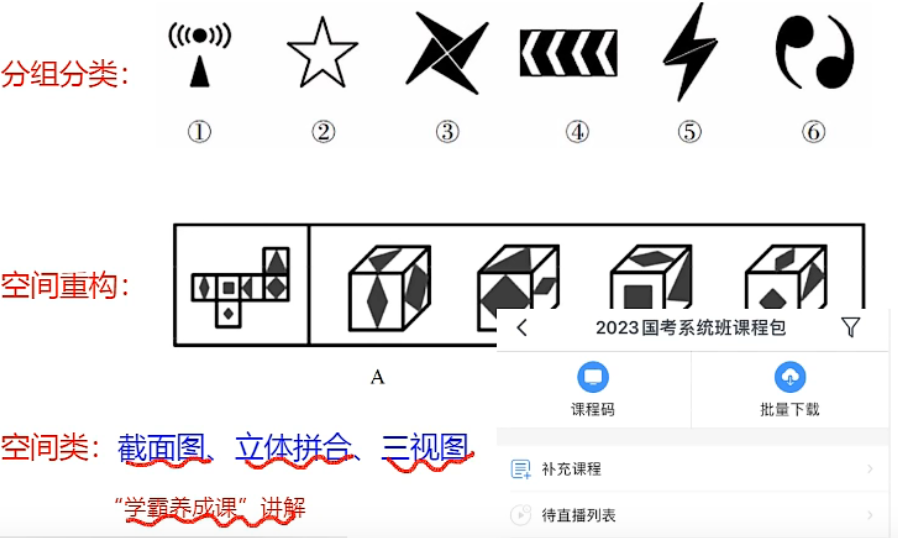 分组分类：
① ② ③ ④ ⑤ ⑥
空间重构：
A
空间类：截面图、立体拼合、三视图。
“学霸养成课”讲解
2023国考系统班课程包
课程码
批量下载
补充课程
待直播列表